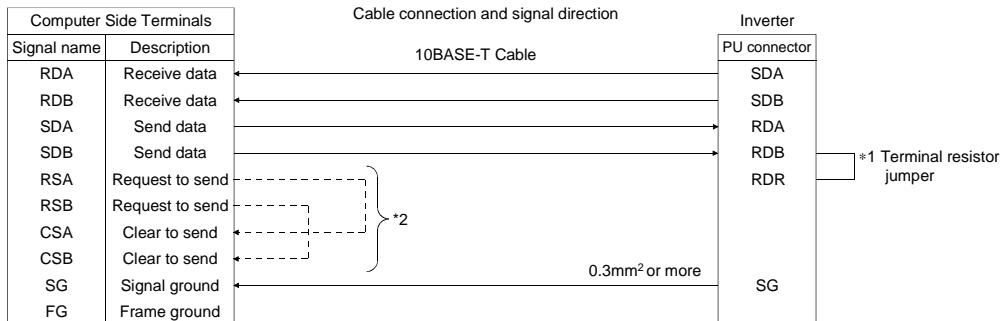 Cable connection and signal direction
Computer Side Terminals Inverter
Signal name Description 10BASE-T Cable PU connector
RDA Receive data SDA
RDB Receive data SDB
SDA Send data RDA
SDB Send data RDB *1 Terminal resistor
RSA Request to send RDR jumper
RSB Request to send
*2
CSA Clear to send
CSB Clear to send
0.3mm² or more
SG Signal ground SG
FG Frame ground